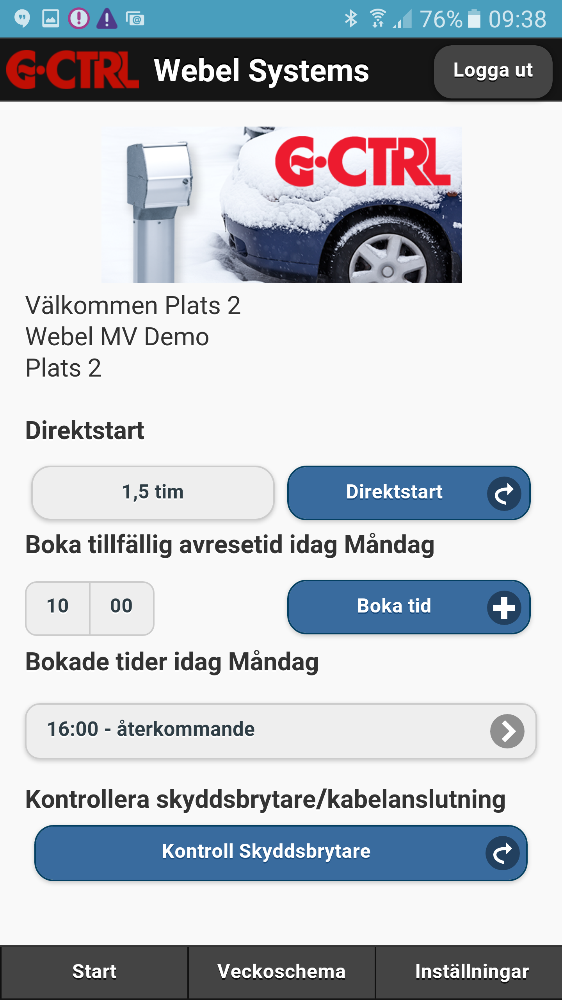 76% 09:38
G·CTRL Webel Systems Logga ut
G·CTRL
Välkommen Plats 2
Webel MV Demo
Plats 2
Direktstart
1,5 tim Direktstart
Boka tillfällig avresetid idag Måndag
10 00 Boka tid
Bokade tider idag Måndag
16:00 - återkommande
Kontrollera skyddsbrytare/kabelanslutning
Kontroll Skyddsbrytare
Start Veckoschema Inställningar